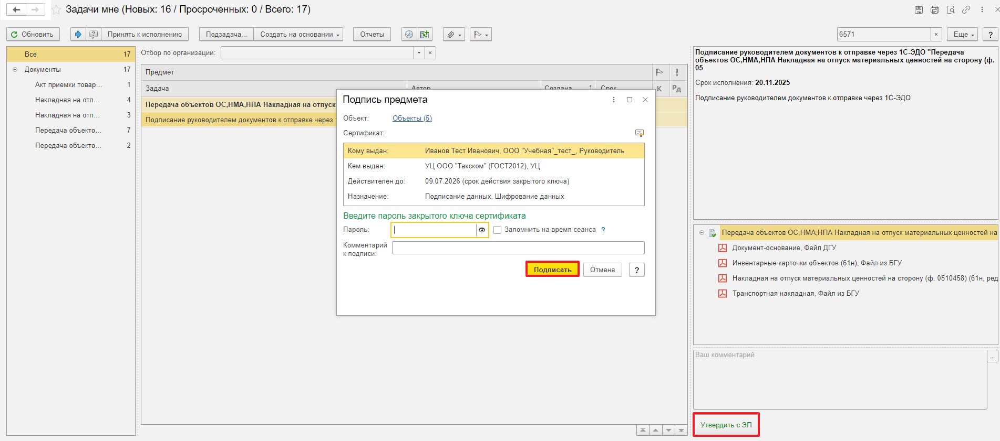 Задачи мне (Новых: 16 / Просроченных: 0 / Всего: 17)
Обновить
Принять к исполнению
Подзадача...
Создать на основании
Отчеты
6571
×
Еще
?
Все 17
Документы 17
Акт приемки товар... 1
Накладная на отп... 4
Накладная на отп... 3
Передача объекто... 7
Передача объекто... 2
Отбор по организации:
Предмет
Задача Автор Создана ↑ Срок К Рд
Передача объектов ОС,НМА,НПА Накладная на отпуск
Подписание руководителем документов к отправке через
Подпись предмета
Объект: Объекты (5)
Сертификат:
Кому выдан: Иванов Тест Иванович, ООО "Учебная"_тест_, Руководитель
Кем выдан: УЦ ООО "Такском" (ГОСТ2012), УЦ
Действителен до: 09.07.2026 (срок действия закрытого ключа)
Назначение: Подписание данных, Шифрование данных
Введите пароль закрытого ключа сертификата
Пароль: Запомнить на время сеанса ?
Комментарий
к подписи:
Подписать Отмена ?
Подписание руководителем документов к отправке через 1С-ЭДО "Передача
объектов ОС,НМА,НПА Накладная на отпуск материальных ценностей на сторону (ф.
05
Срок исполнения: 20.11.2025
Подписание руководителем документов к отправке через 1С-ЭДО
Передача объектов ОС,НМА,НПА Накладная на отпуск материальных ценностей на
Документ-основание, Файл ДГУ
Инвентарные карточки объектов (61н), Файл из БГУ
Накладная на отпуск материальных ценностей на сторону (ф. 0510458) (61н, ред
Транспортная накладная, Файл из БГУ
Ваш комментарий
...
Утвердить с ЭП